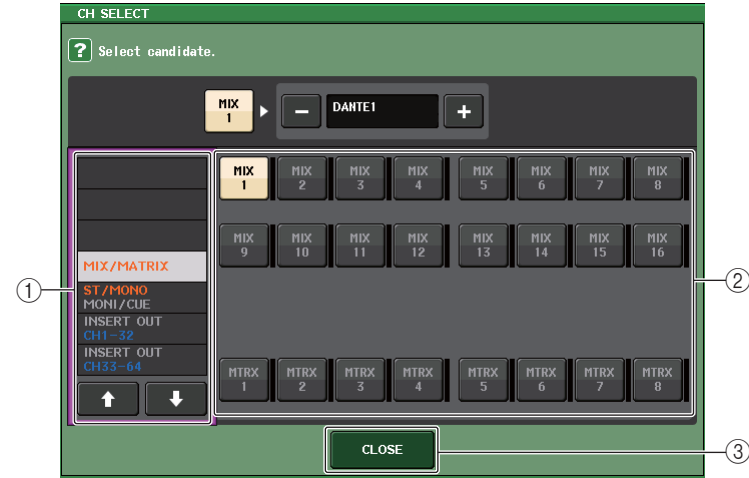 CH SELECT
? Select candidate.
MIX 1
−
DANTE1
+
MIX 1
MIX 2
MIX 3
MIX 4
MIX 5
MIX 6
MIX 7
MIX 8
MIX 9
MIX 10
MIX 11
MIX 12
MIX 13
MIX 14
MIX 15
MIX 16
MIX/MATRIX
ST/MONO
MONI/CUE
INSERT OUT
CH1-32
INSERT OUT
CH33-64
MTRX 1
MTRX 2
MTRX 3
MTRX 4
MTRX 5
MTRX 6
MTRX 7
MTRX 8
①
②
CLOSE
③